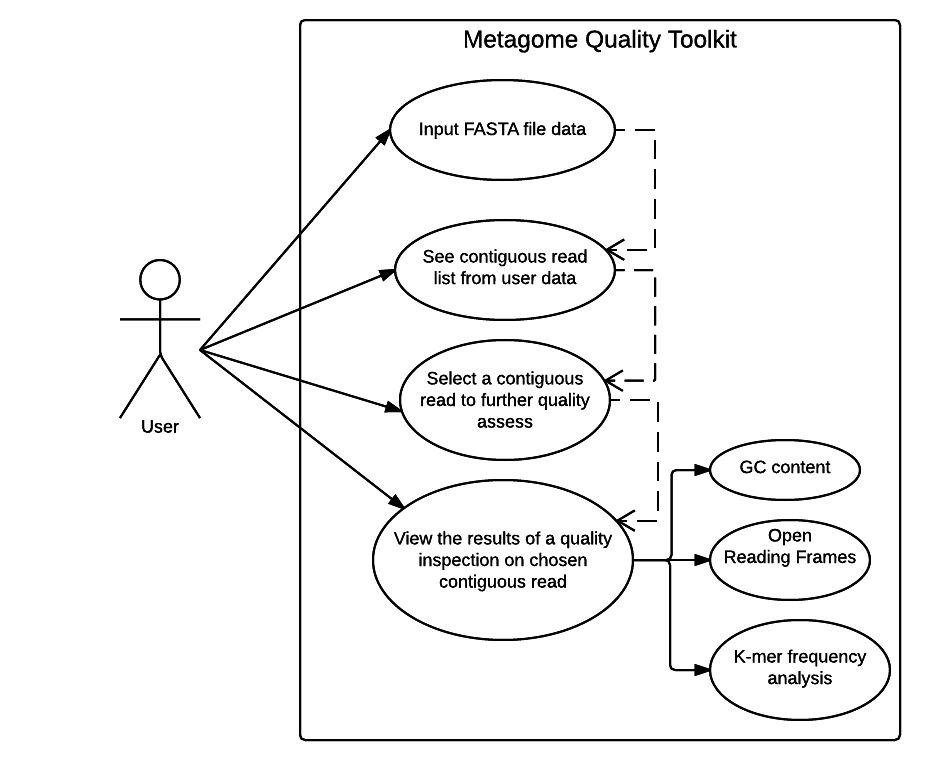 Metagome Quality Toolkit
Input FASTA file data
See contiguous read
list from user data
Select a contiguous
read to further quality
assess
User
View the results of a quality
inspection on chosen
contiguous read
GC content
Open
Reading Frames
K-mer frequency
analysis